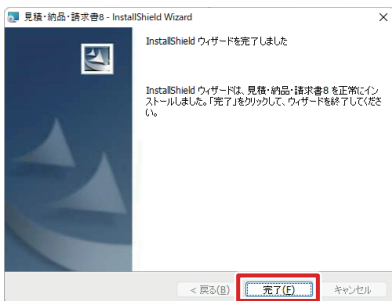 見積・納品・請求書8 - InstallShield Wizard
InstallShield ウィザードを完了しました
InstallShield ウィザードは、見積・納品・請求書8 を正常にイン
ストールしました。「完了」をクリックして、ウィザードを終了してくださ
い。
< 戻る(B)
完了(F)
キャンセル